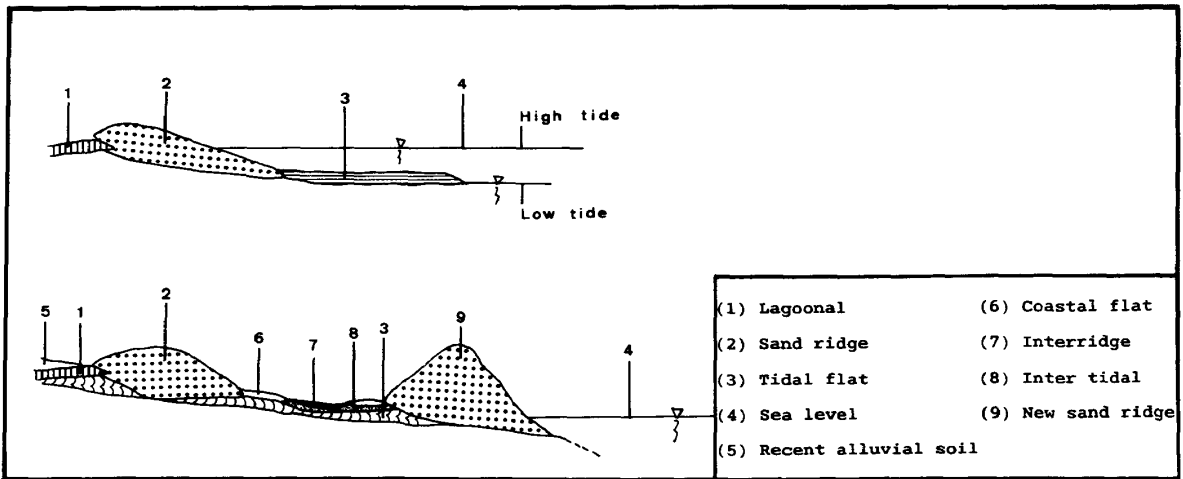 1
2
3
4
High tide
Low tide
5
1
2
6
7
8
3
9
4
(1) Lagoonal
(2) Sand ridge
(3) Tidal flat
(4) Sea level
(5) Recent alluvial soil
(6) Coastal flat
(7) Interridge
(8) Inter tidal
(9) New sand ridge